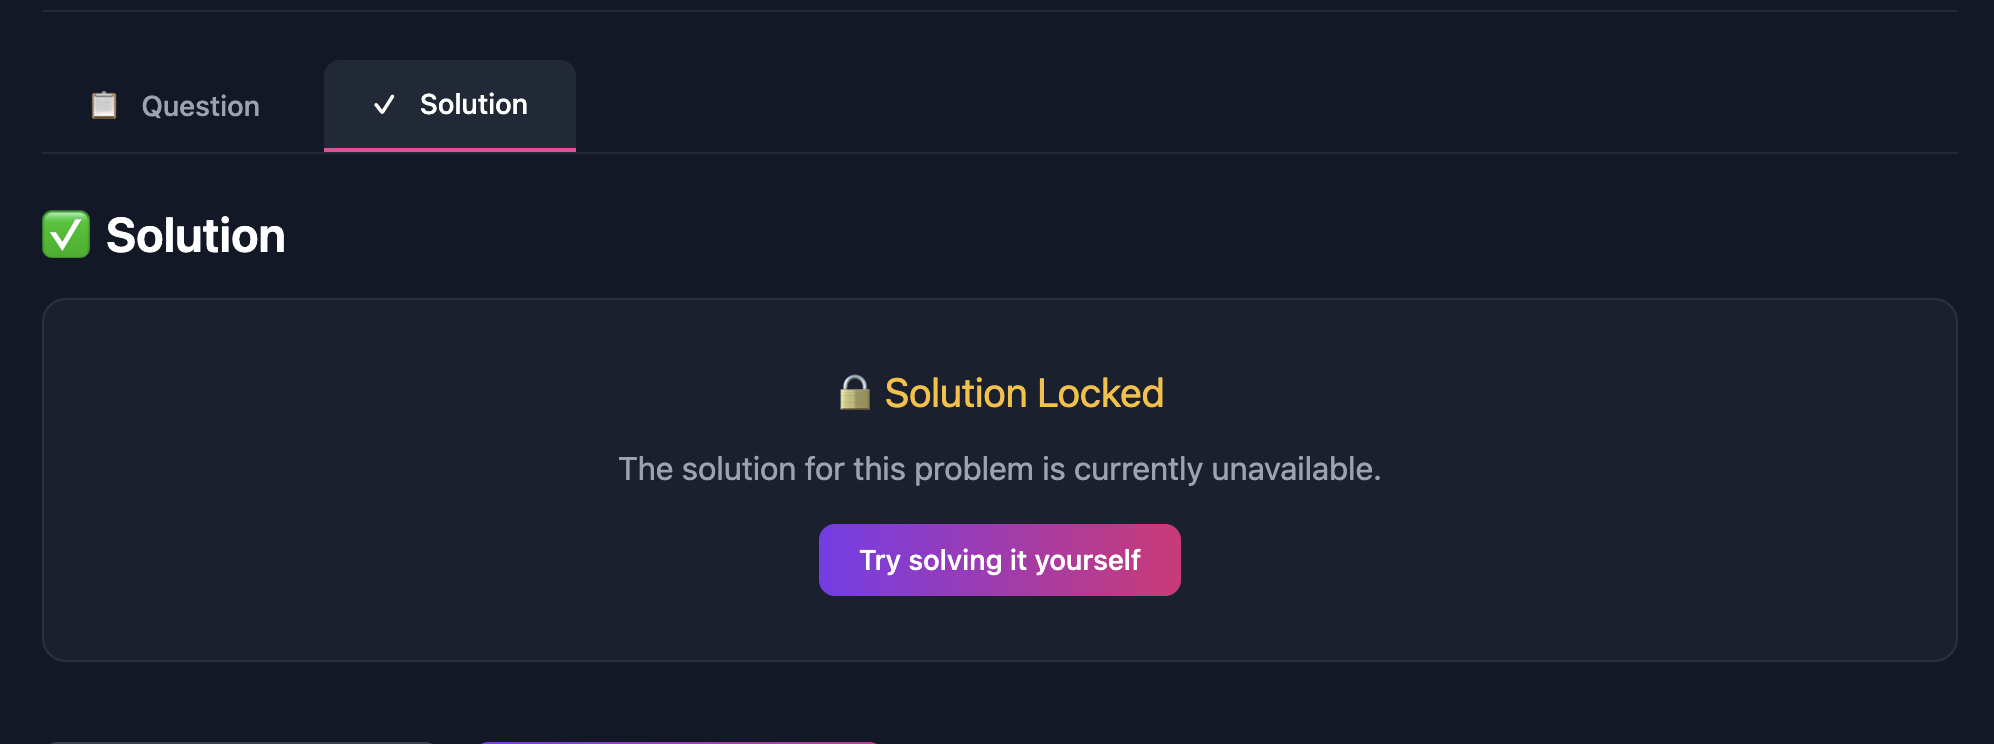 Question
Solution
Solution
Solution Locked
The solution for this problem is currently unavailable.
Try solving it yourself